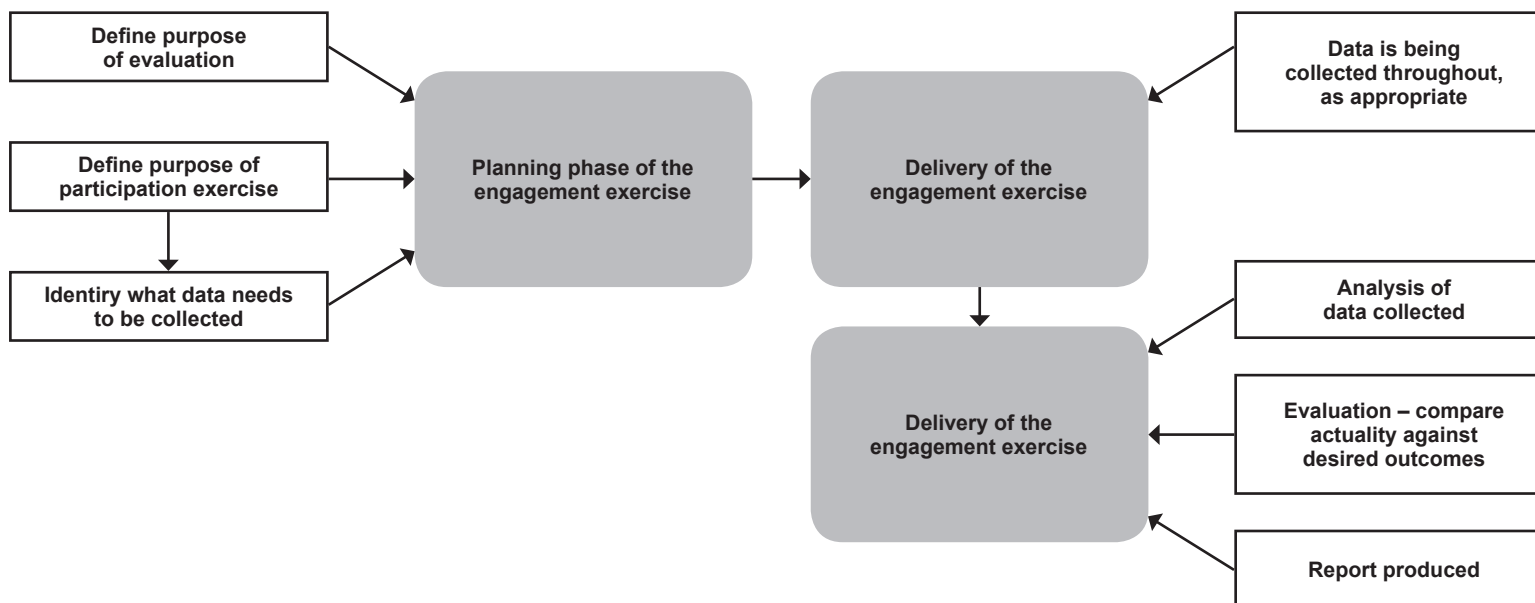 Define purpose
of evaluation
Define purpose of
participation exercise
Identiry what data needs
to be collected
Planning phase of the
engagement exercise
Delivery of the
engagement exercise
Data is being
collected throughout,
as appropriate
Delivery of the
engagement exercise
Analysis of
data collected
Evaluation – compare
actuality against
desired outcomes
Report produced